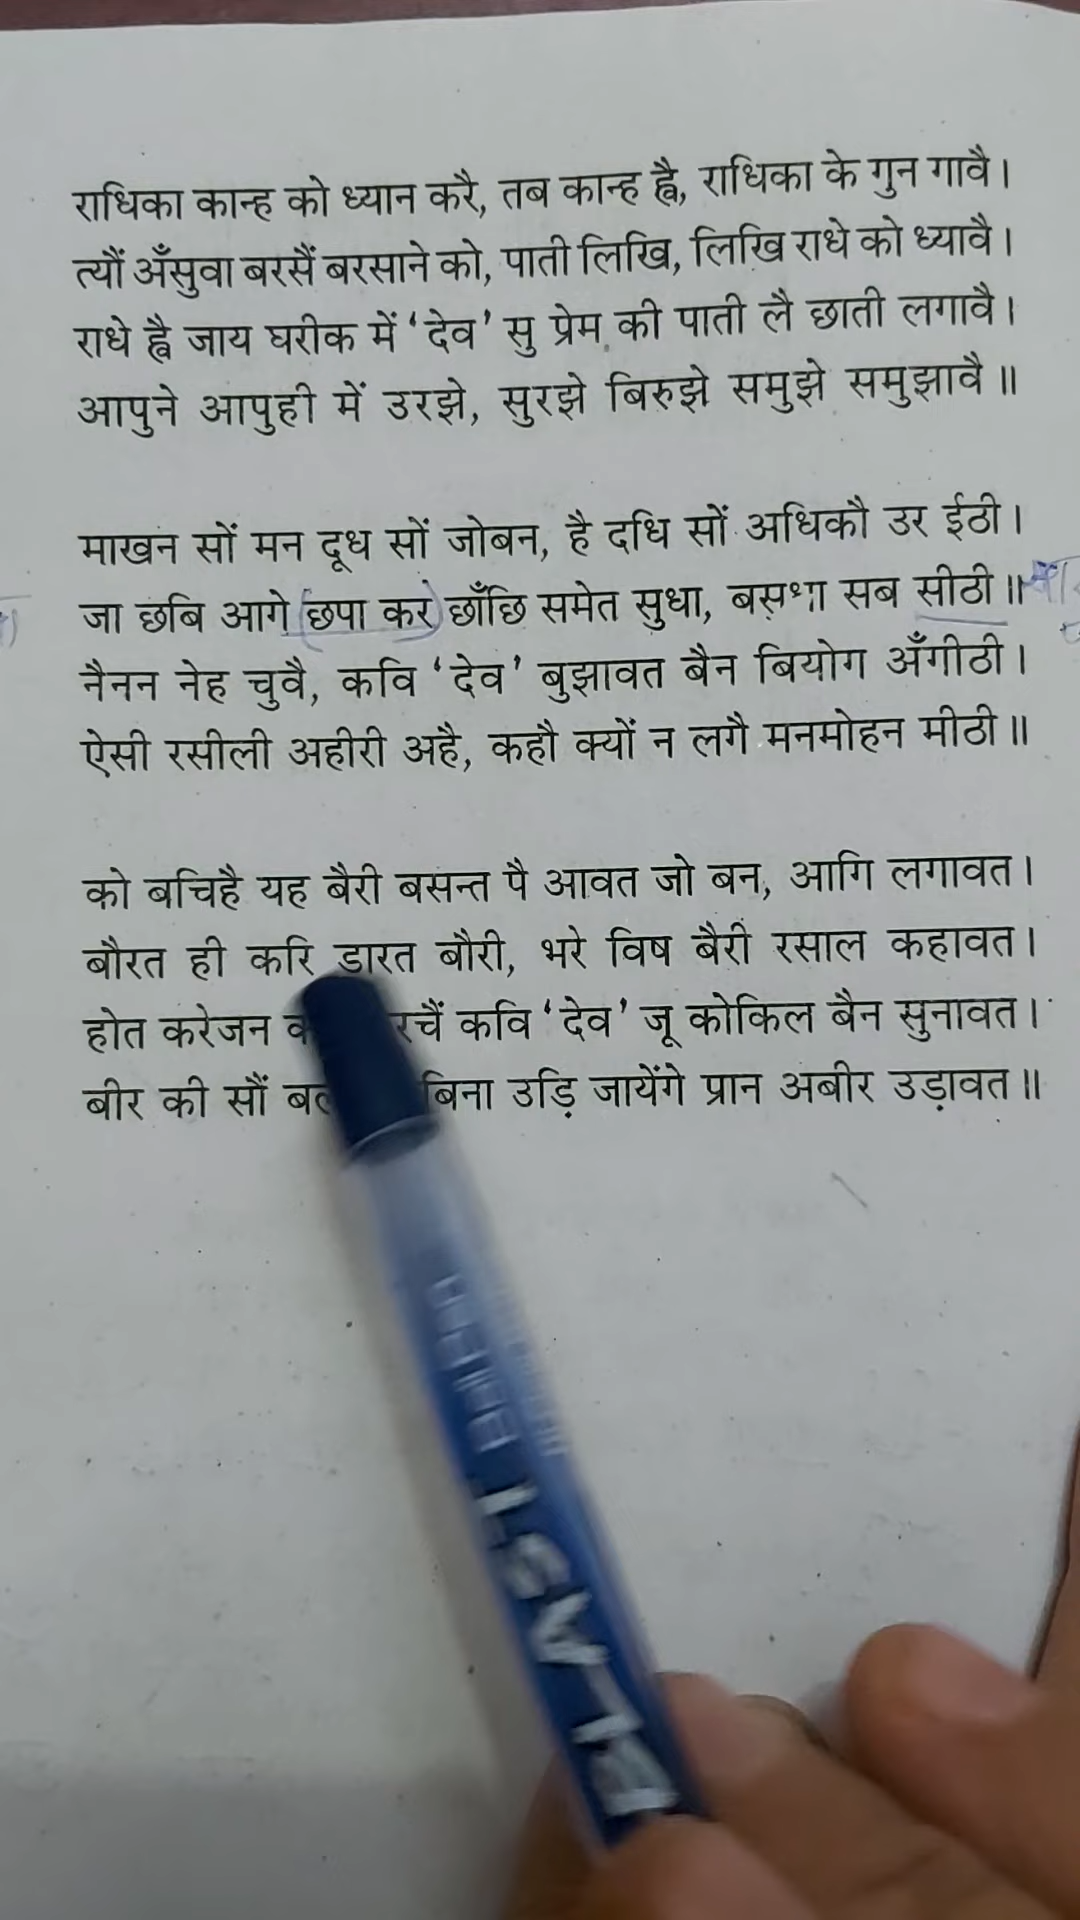 राधिका कान्ह को ध्यान करै, तब कान्ह ह्वै, राधिका के गुन गावै।
त्यौं अँसुवा बरसैं बरसाने को, पाती लिखि, लिखि राधे को ध्यावै।
राधे ह्वै जाय घरीक में ‘देव’ सु प्रेम की पाती लै छाती लगावै।
आपुने आपुही में उरझे, सुरझे बिरुझे समुझे समुझावै॥
माखन सों मन दूध सों जोबन, है दधि सों अधिकौ उर ईठी।
जा छबि आगे छपा कर छाँछि समेत सुधा, बसुधा सब सीठी॥
नैनन नेह चुवै, कवि ‘देव’ बुझावत बैन बियोग अँगीठी।
ऐसी रसीली अहीरी अहै, कहौ क्यों न लगै मनमोहन मीठी॥
को बचिहै यह बैरी बसन्त पै आवत जो बन, आगि लगावत।
बौरत ही करि डारत बौरी, भरे विष बैरी रसाल कहावत।
होत करेजन कवि ‘देव’ जू कोकिल बैन सुनावत।
बीर की सौं बिना उड़ि जायेंगे प्रान अबीर उड़ावत॥